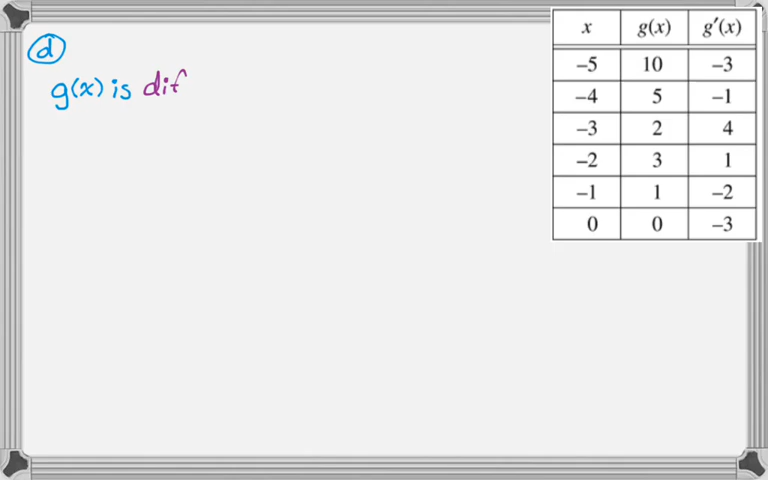 d
g(x) is dif
x g(x) g′(x)
–5 10 –3
–4 5 –1
–3 2 4
–2 3 1
–1 1 –2
0 0 –3